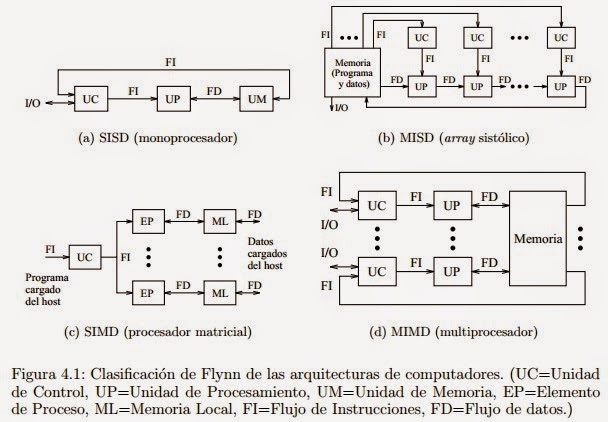 FI
I/O
UC
FI
UP
FD
UM
(a) SISD (monoprocesador)
FI
FI
FI
UC
UC
UC
Memoria
(Programa
y datos)
FI
FI
FI
FD
UP
FD
UP
FD
FD
UP
FD
I/O
(b) MISD (array sistólico)
EP
FD
ML
FD
FI
UC
FI
Datos
cargados
del host
Programa
cargado
del host
EP
FD
ML
FD
(c) SIMD (procesador matricial)
FI
UC
FI
UP
FD
I/O
Memoria
I/O
UC
FI
UP
FD
FI
(d) MIMD (multiprocesador)
Figura 4.1: Clasificación de Flynn de las arquitecturas de computadores. (UC=Unidad
de Control, UP=Unidad de Procesamiento, UM=Unidad de Memoria, EP=Elemento
de Proceso, ML=Memoria Local, FI=Flujo de Instrucciones, FD=Flujo de datos.)